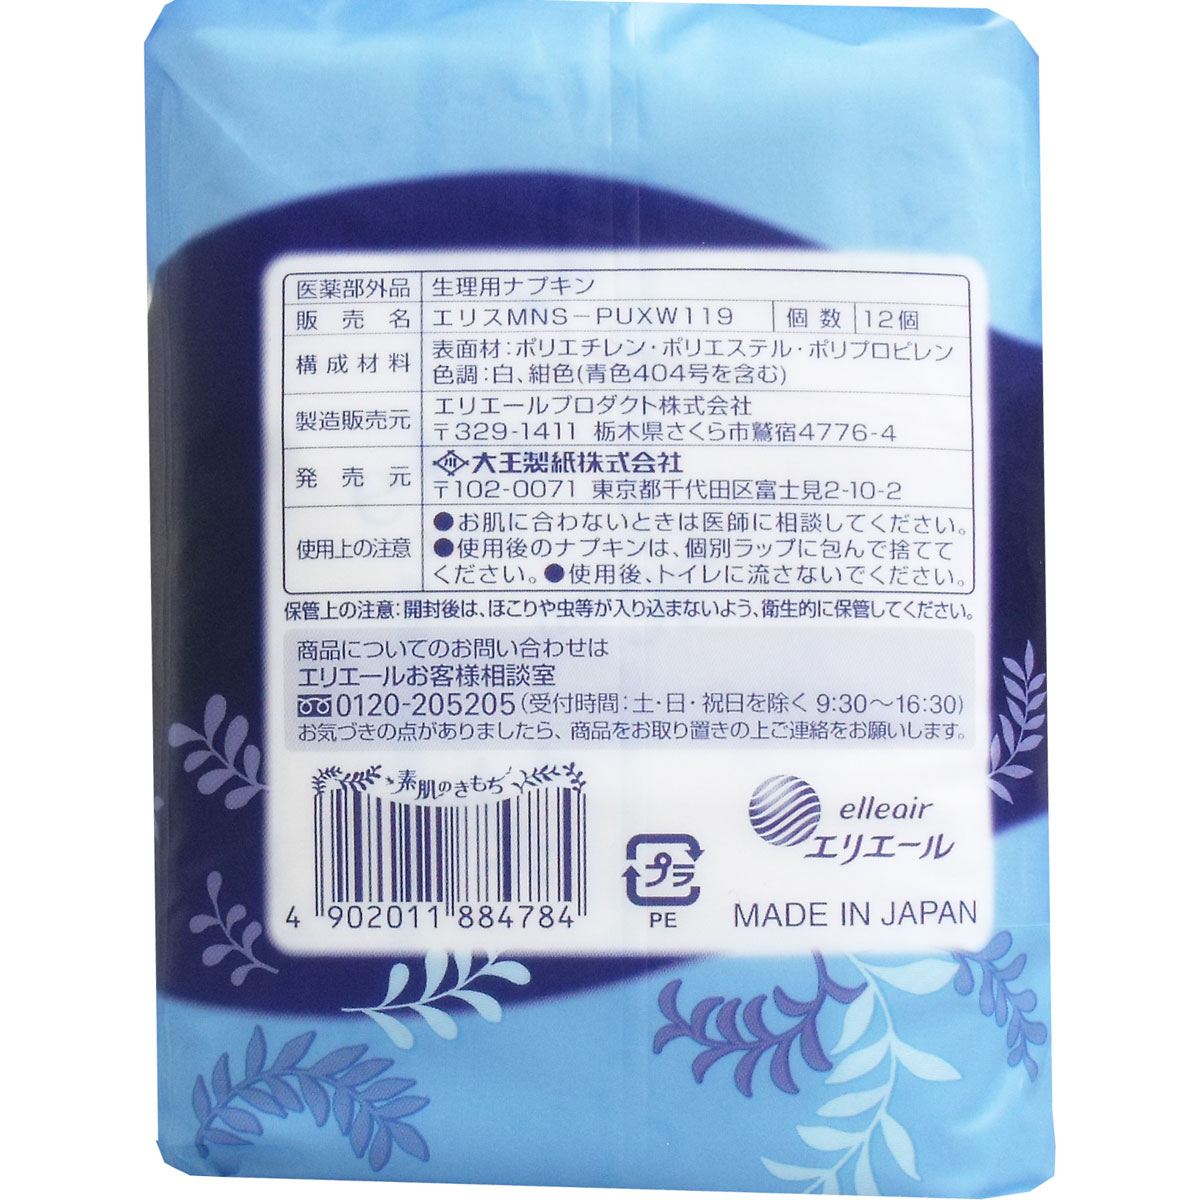 医薬部外品 生理用ナプキン
販売名 エリスMNS-PUXW119 個数 12個
構成材料 表面材:ポリエチレン・ポリエステル・ポリプロピレン
色調:白、紺色(青色404号を含む)
製造販売元 エリエールプロダクト株式会社
〒329-1411 栃木県さくら市鷲宿4776-4
発売元 大王製紙株式会社
〒102-0071 東京都千代田区富士見2-10-2
使用上の注意 ●お肌に合わないときは医師に相談してください。
●使用後のナプキンは、個別ラップに包んで捨てて
ください。●使用後、トイレに流さないでください。
保管上の注意:開封後は、ほこりや虫等が入り込まないよう、衛生的に保管してください。
商品についてのお問い合わせは
エリエールお客様相談室
0120-205205(受付時間:土・日・祝日を除く 9:30〜16:30)
お気づきの点がありましたら、商品をお取り置きの上ご連絡をお願いします。
素肌のきもち
4 902011 884784
プラ
PE
elleair
エリエール
MADE IN JAPAN